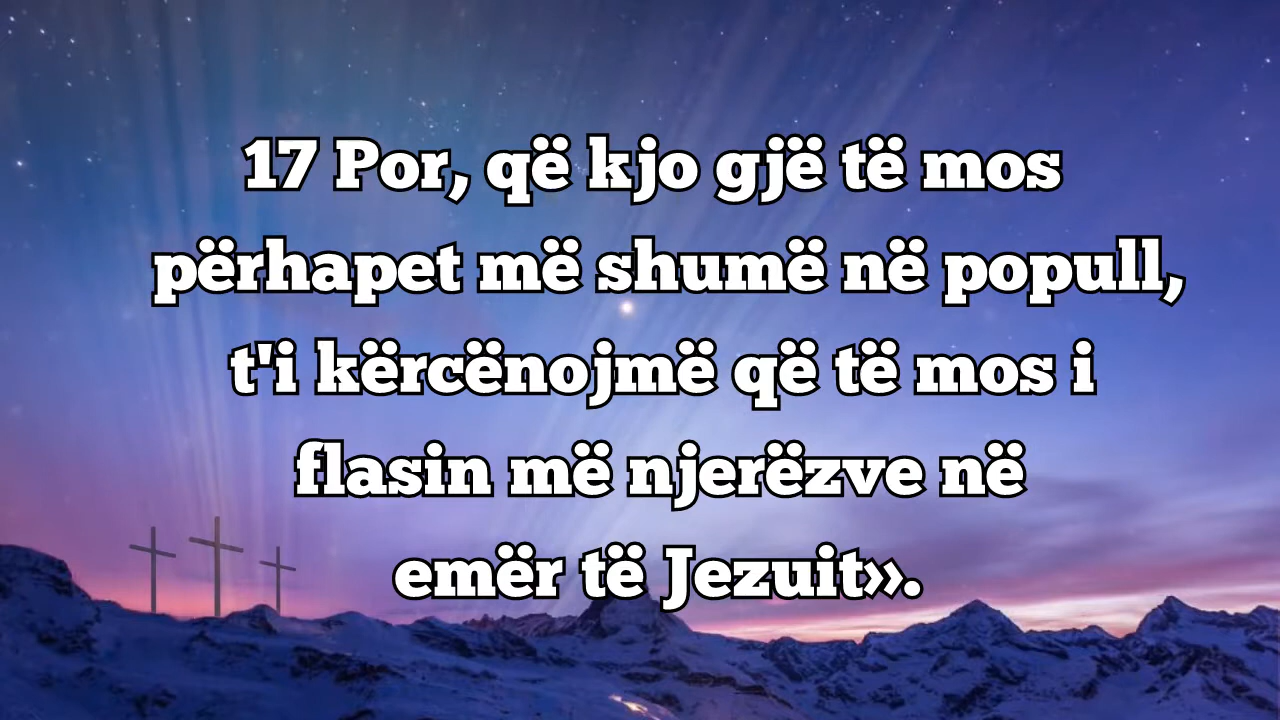 17 Por, që kjo gjë të mos
përhapet më shumë në popull,
t'i kërcënojmë që të mos i
flasin më njerëzve në
emër të Jezuit».